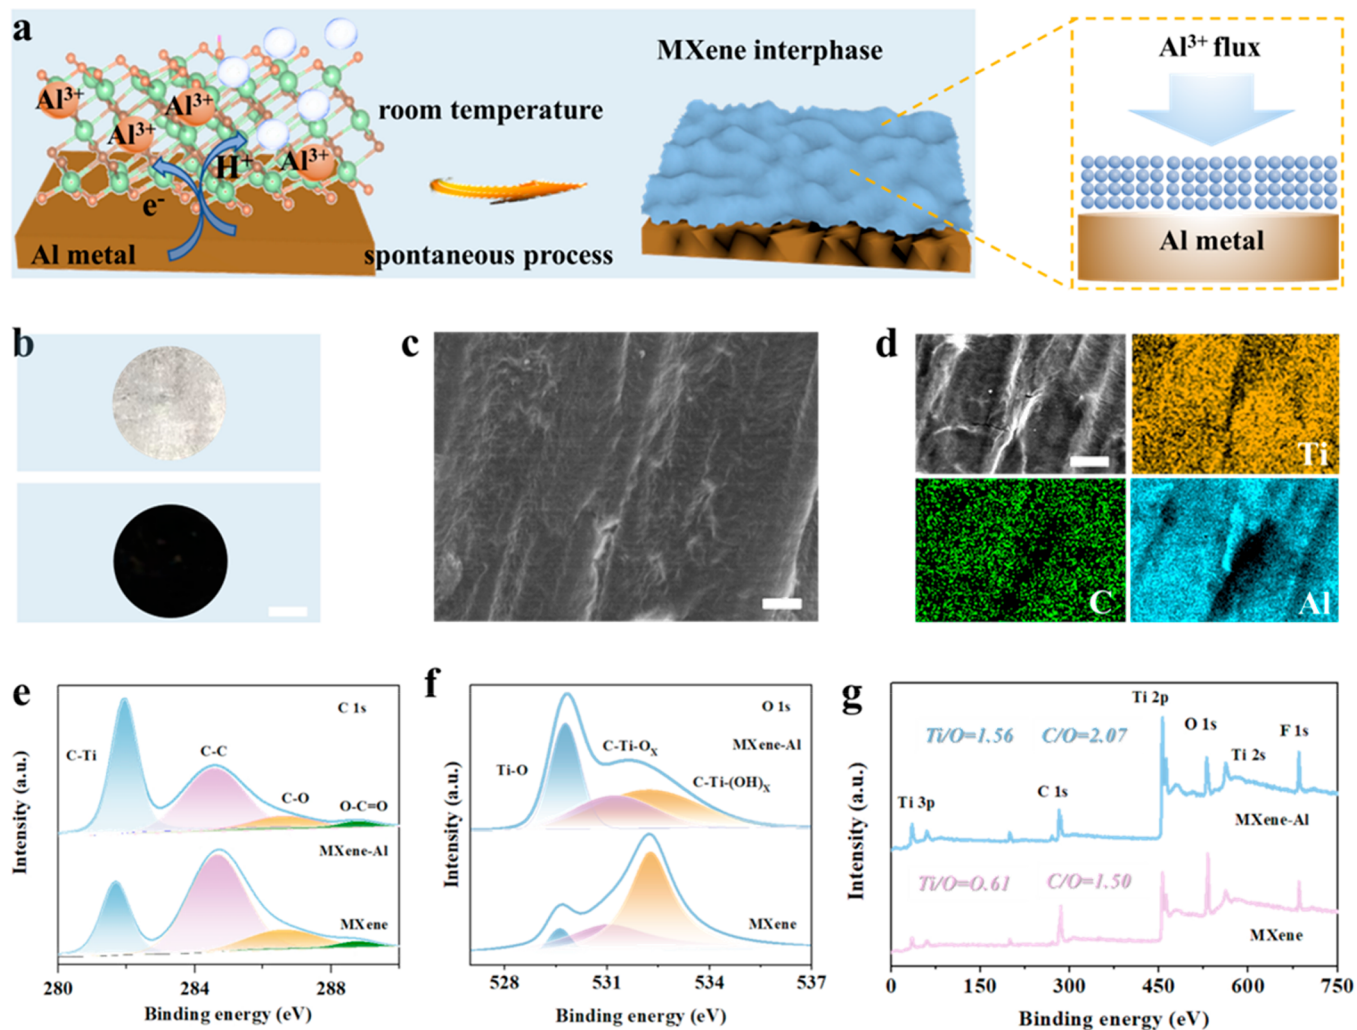 a
Al³⁺
Al³⁺
Al³⁺
Al³⁺
H⁺
e⁻
Al metal
room temperature
spontaneous process
MXene interphase
Al³⁺ flux
Al metal
b
c
d
Ti
C
Al
e
C 1s
C-Ti
C-C
C-O
O-C=O
MXene-Al
MXene
Intensity (a.u.)
280
284
288
Binding energy (eV)
f
O 1s
MXene-Al
Ti-O
C-Ti-Oₓ
C-Ti-(OH)ₓ
MXene
Intensity (a.u.)
528
531
534
537
Binding energy (eV)
g
Ti/O=1.56
C/O=2.07
Ti 2p
O 1s
Ti 2s
F 1s
Ti 3p
C 1s
MXene-Al
Ti/O=O.61
C/O=1.50
MXene
Intensity (a.u.)
0
150
300
450
600
750
Binding energy (eV)